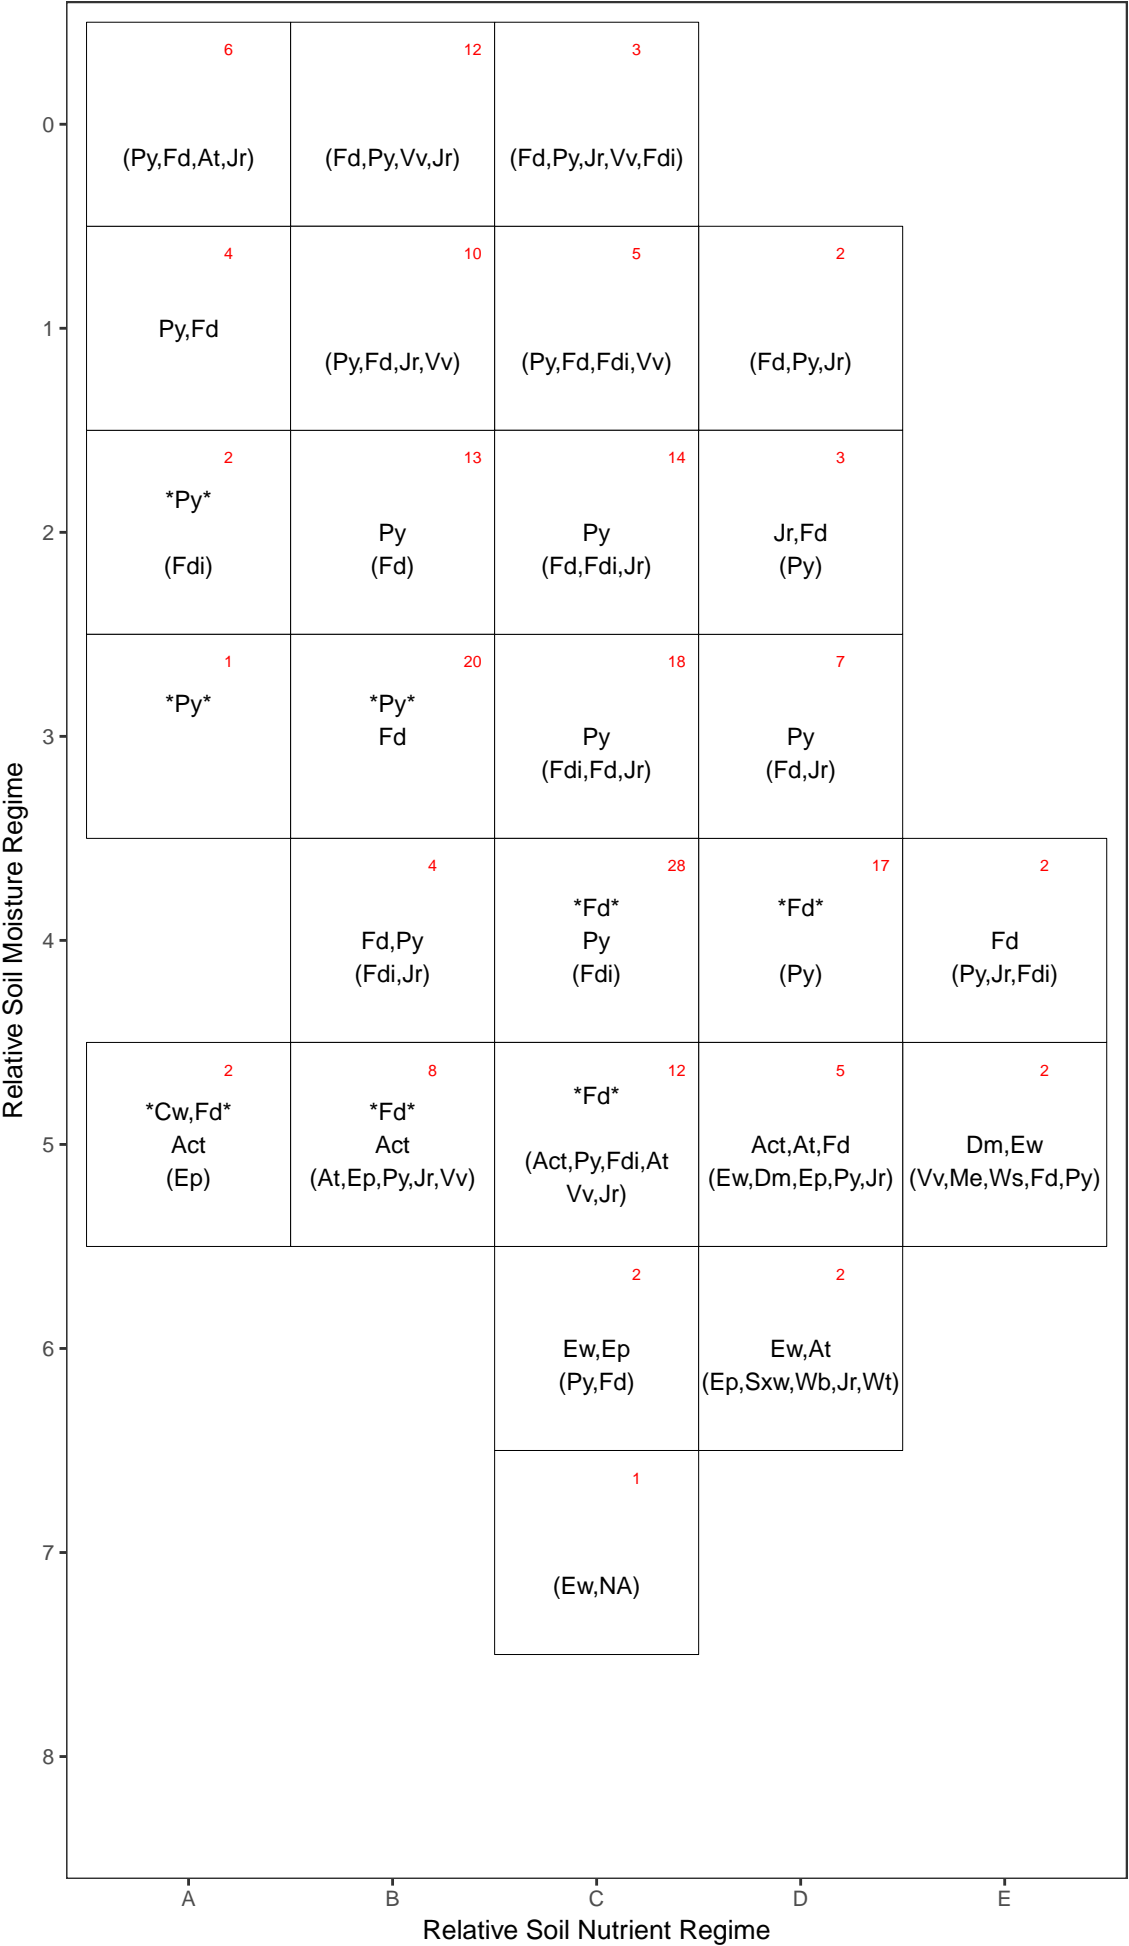 6
12
3
0
(Py,Fd,At,Jr)
(Fd,Py,Vv,Jr)
(Fd,Py,Jr,Vv,Fdi)
4
10
5
2
1
Py,Fd
(Py,Fd,Jr,Vv)
(Py,Fd,Fdi,Vv)
(Fd,Py,Jr)
2
13
14
3
*Py*
2
Py
Py
Jr,Fd
(Fdi)
(Fd)
(Fd,Fdi,Jr)
(Py)
1
20
18
7
*Py*
*Py*
3
Fd
Py
Py
(Fdi,Fd,Jr)
(Fd,Jr)
4
28
17
2
*Fd*
*Fd*
4
Fd,Py
Py
Fd
(Fdi,Jr)
(Fdi)
(Py)
(Py,Jr,Fdi)
2
8
12
5
2
*Cw,Fd*
*Fd*
*Fd*
5
Act
Act
Act,At,Fd
Dm,Ew
(Ep)
(At,Ep,Py,Jr,Vv)
(Act,Py,Fdi,At
Vv,Jr)
(Ew,Dm,Ep,Py,Jr)
(Vv,Me,Ws,Fd,Py)
2
2
6
Ew,Ep
Ew,At
(Py,Fd)
(Ep,Sxw,Wb,Jr,Wt)
1
7
(Ew,NA)
8
A
B
C
D
E
Relative Soil Nutrient Regime
Relative Soil Moisture Regime